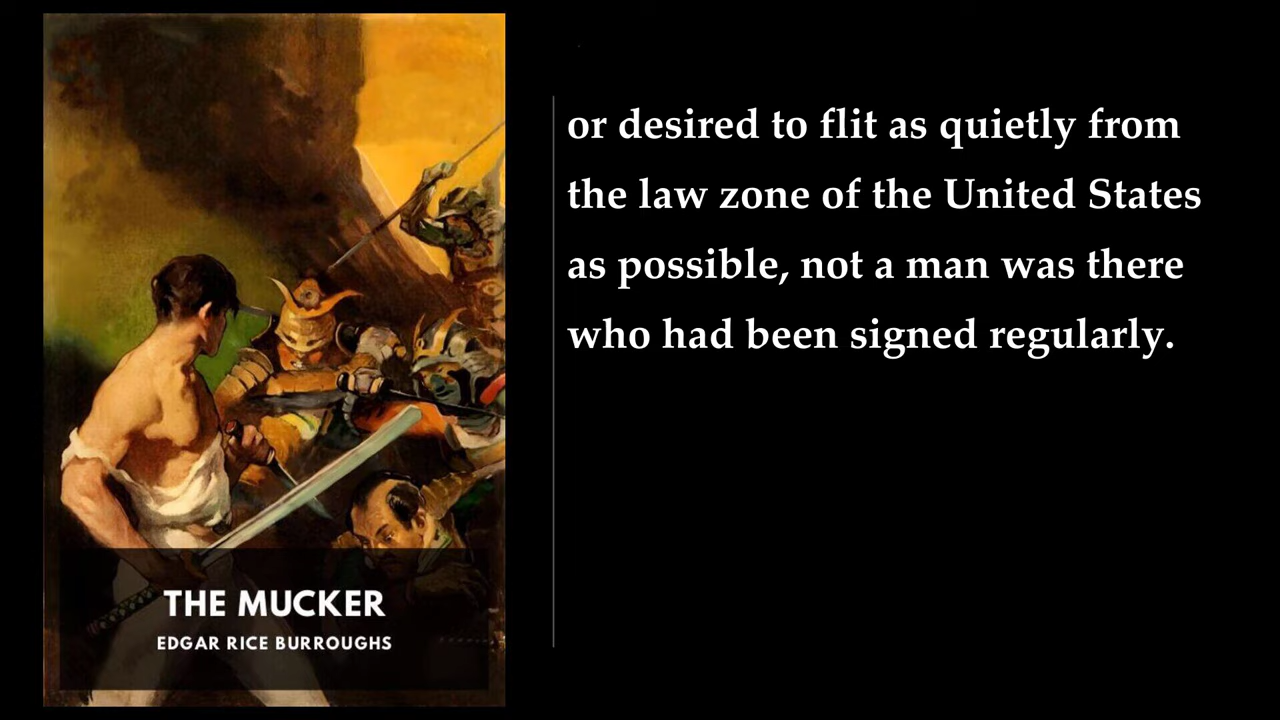 THE MUCKER
EDGAR RICE BURROUGHS
or desired to flit as quietly from
the law zone of the United States
as possible, not a man was there
who had been signed regularly.